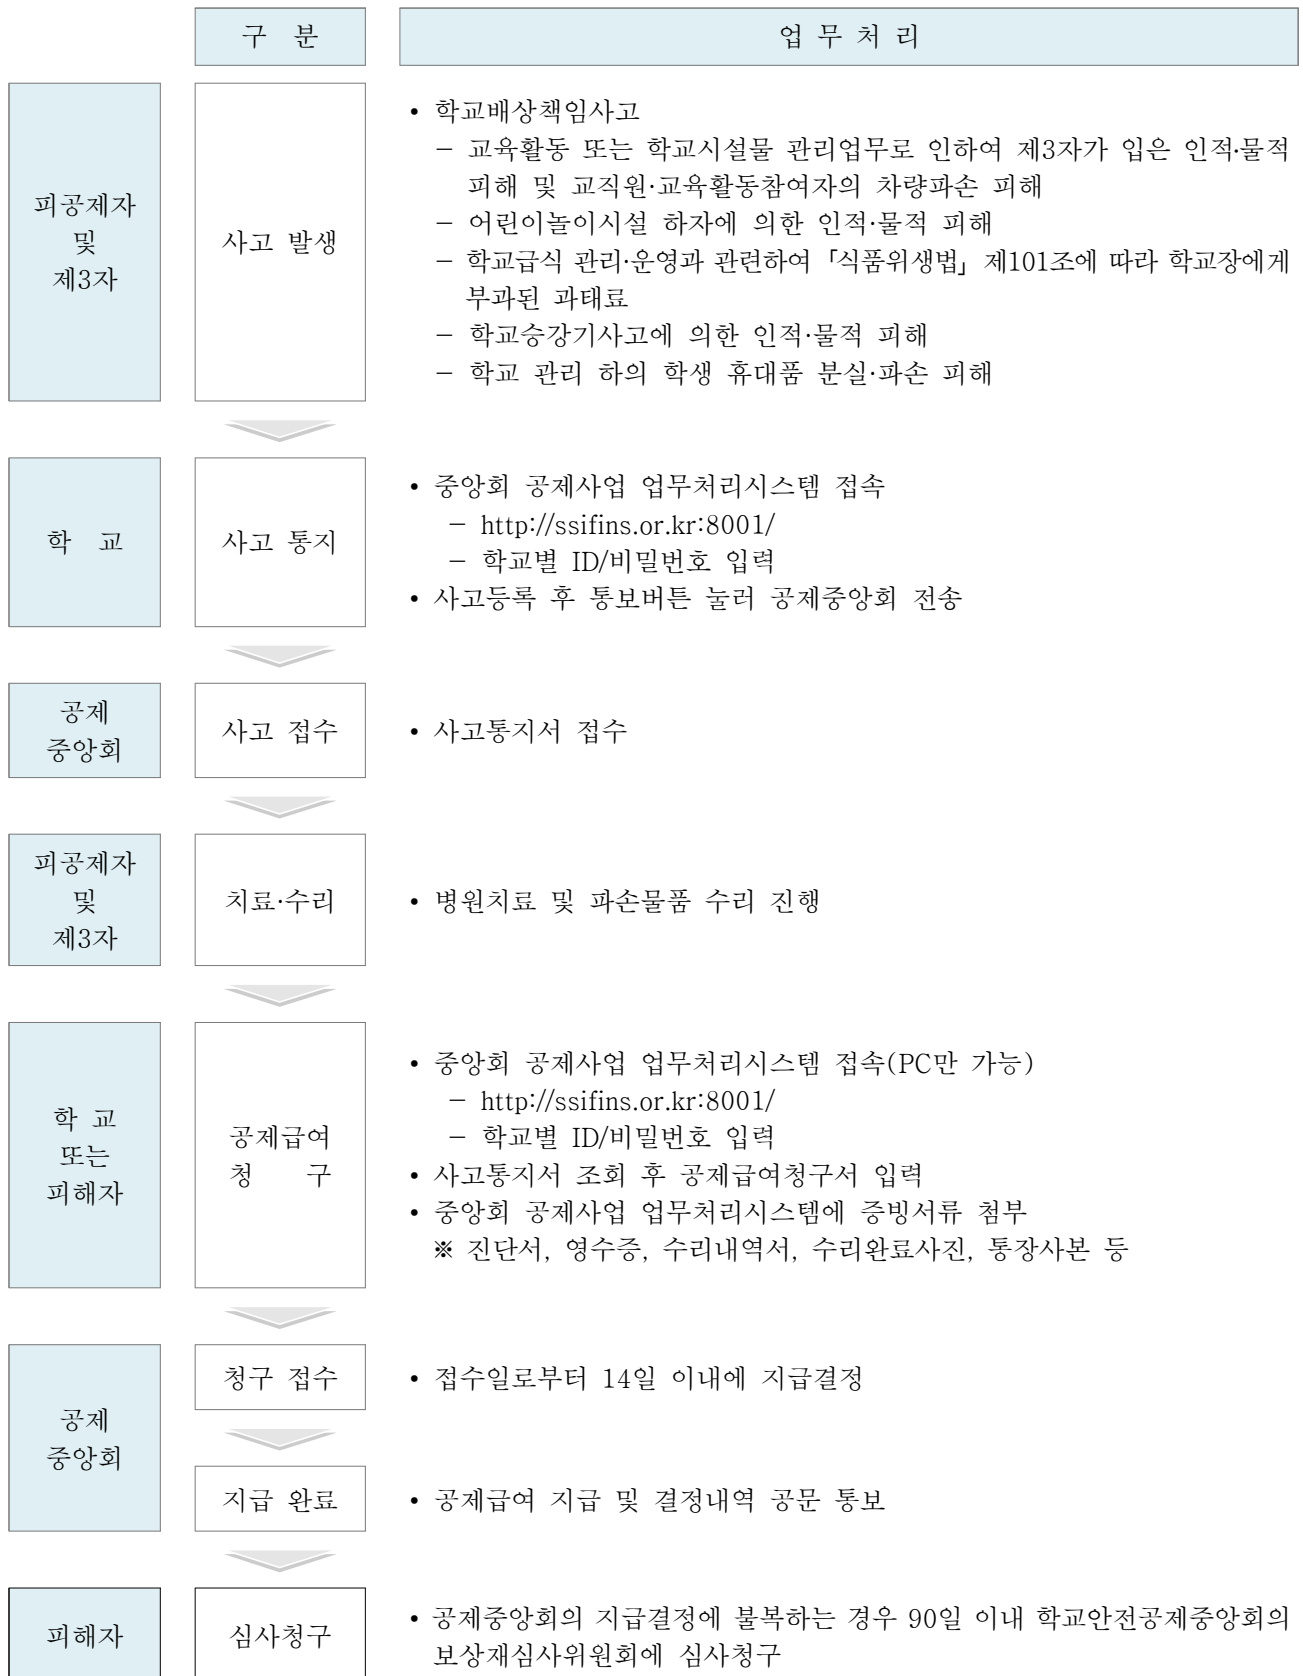 구 분
업 무 처 리
피공제자
및
제3자
사고 발생
• 학교배상책임사고
－ 교육활동 또는 학교시설물 관리업무로 인하여 제3자가 입은 인적·물적
피해 및 교직원·교육활동참여자의 차량파손 피해
－ 어린이놀이시설 하자에 의한 인적·물적 피해
－ 학교급식 관리·운영과 관련하여 「식품위생법」 제101조에 따라 학교장에게
부과된 과태료
－ 학교승강기사고에 의한 인적·물적 피해
－ 학교 관리 하의 학생 휴대품 분실·파손 피해
학 교
사고 통지
• 중앙회 공제사업 업무처리시스템 접속
－ http://ssifins.or.kr:8001/
－ 학교별 ID/비밀번호 입력
• 사고등록 후 통보버튼 눌러 공제중앙회 전송
공제
중앙회
사고 접수
• 사고통지서 접수
피공제자
및
제3자
치료·수리
• 병원치료 및 파손물품 수리 진행
학 교
또는
피해자
공제급여
청 구
• 중앙회 공제사업 업무처리시스템 접속(PC만 가능)
－ http://ssifins.or.kr:8001/
－ 학교별 ID/비밀번호 입력
• 사고통지서 조회 후 공제급여청구서 입력
• 중앙회 공제사업 업무처리시스템에 증빙서류 첨부
※ 진단서, 영수증, 수리내역서, 수리완료사진, 통장사본 등
공제
중앙회
청구 접수
• 접수일로부터 14일 이내에 지급결정
지급 완료
• 공제급여 지급 및 결정내역 공문 통보
피해자
심사청구
• 공제중앙회의 지급결정에 불복하는 경우 90일 이내 학교안전공제중앙회의
보상재심사위원회에 심사청구